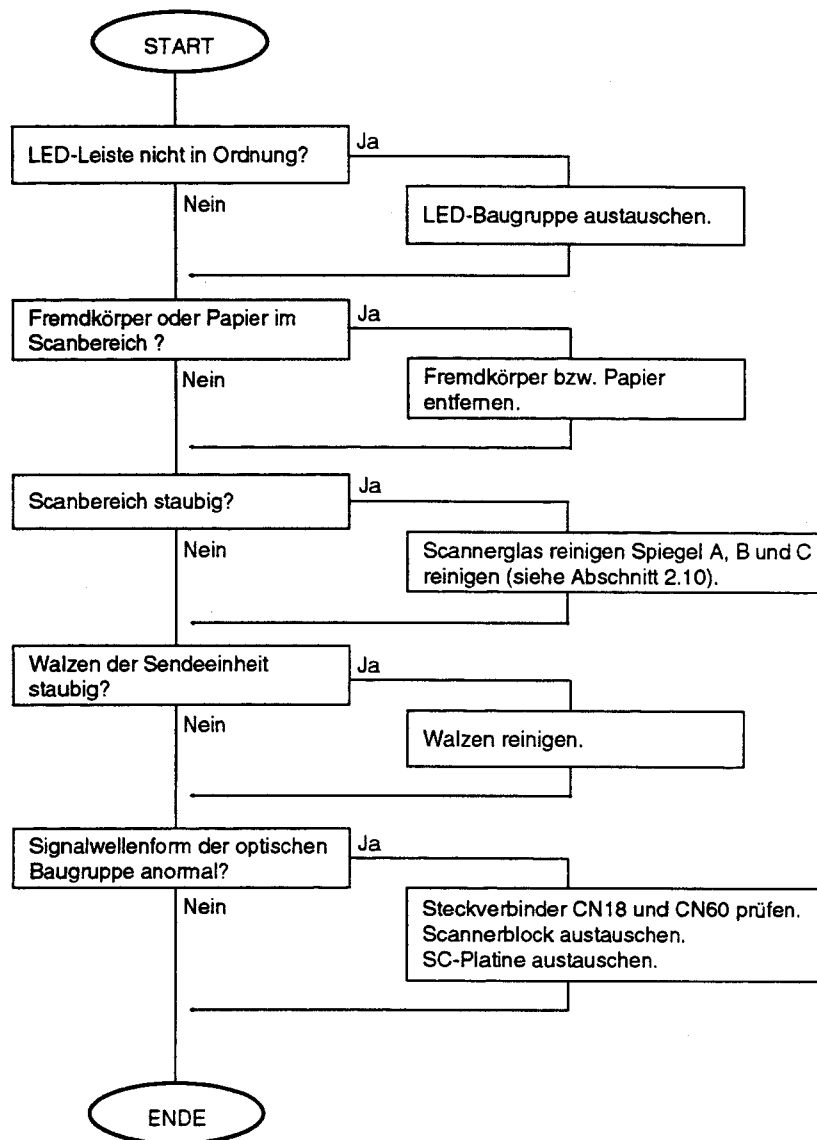 START
LED-Leiste nicht in Ordnung?
Ja
Nein
LED-Baugruppe austauschen.
Fremdkörper oder Papier im
Scanbereich ?
Ja
Nein
Fremdkörper bzw. Papier
entfernen.
Scanbereich staubig?
Ja
Nein
Scannerglas reinigen Spiegel A, B und C
reinigen (siehe Abschnitt 2.10).
Walzen der Sendeeinheit
staubig?
Ja
Nein
Walzen reinigen.
Signalwellenform der optischen
Baugruppe anormal?
Ja
Nein
Steckverbinder CN18 und CN60 prüfen.
Scannerblock austauschen.
SC-Platine austauschen.
ENDE